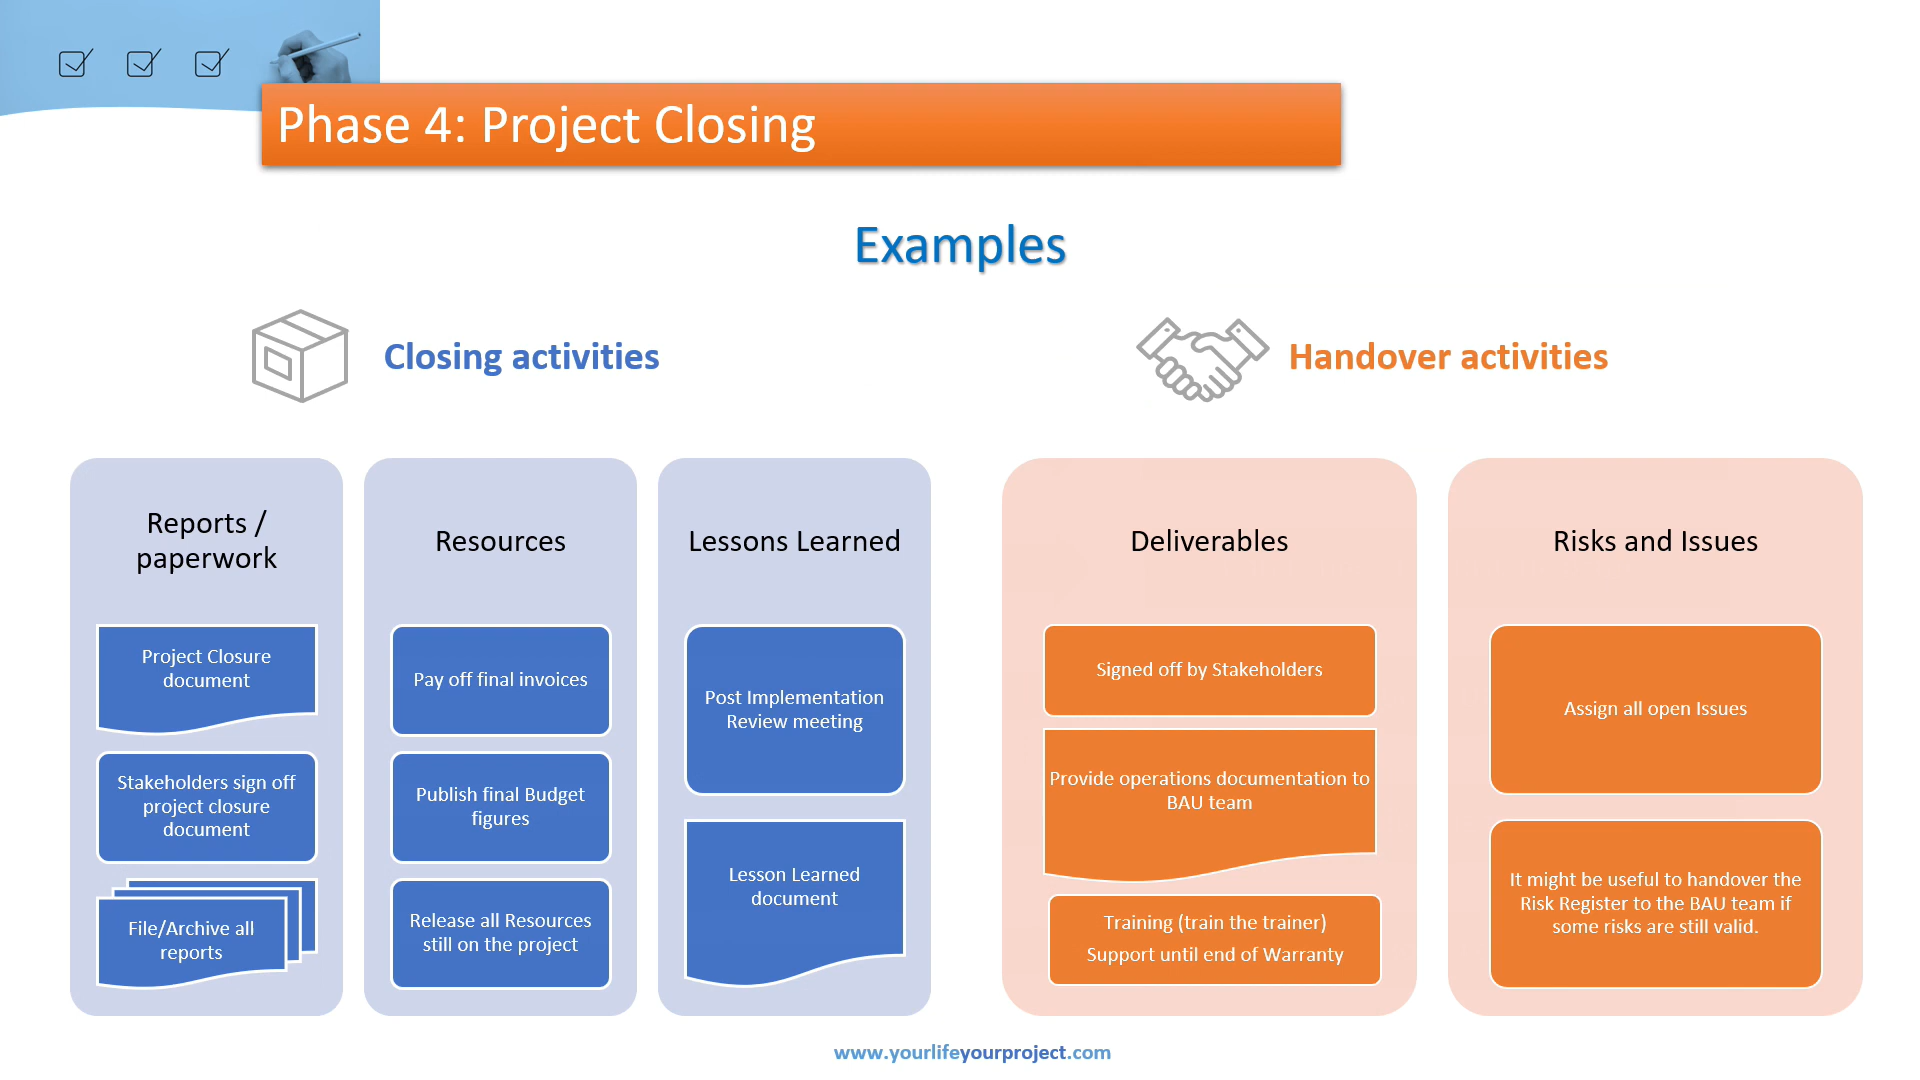 Phase 4: Project Closing
Examples
Closing activities
Handover activities
Reports /
paperwork
Project Closure
document
Stakeholders sign off
project closure
document
File/Archive all
reports
Resources
Pay off final invoices
Publish final Budget
figures
Release all Resources
still on the project
Lessons Learned
Post Implementation
Review meeting
Lesson Learned
document
Deliverables
Signed off by Stakeholders
Provide operations documentation to
BAU team
Training (train the trainer)
Support until end of Warranty
Risks and Issues
Assign all open Issues
It might be useful to handover the
Risk Register to the BAU team if
some risks are still valid.
www.yourlifeyourproject.com